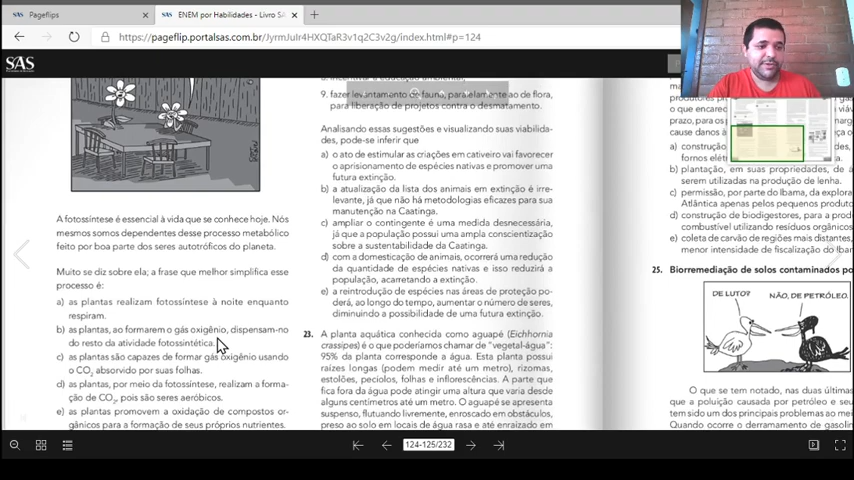 Pageflips
ENEM por Habilidades - Livro SA
https://pageflip.portalsas.com.br/JyrmJuIr4HXQTaR3v1q2C3v2g/index.html#p=124
SAS
A fotossíntese é essencial à vida que se conhece hoje. Nós
mesmos somos dependentes desse processo metabólico
feito por boa parte dos seres autotróficos do planeta.
Muito se diz sobre ela; a frase que melhor simplifica esse
processo é:
a) as plantas realizam fotossíntese à noite enquanto
respiram.
b) as plantas, ao formarem o gás oxigênio, dispensam-no
do resto da atividade fotossintética.
c) as plantas são capazes de formar gás oxigênio usando
o CO2 absorvido por suas folhas.
d) as plantas, por meio da fotossíntese, realizam a forma-
ção de CO2, pois são seres aeróbicos.
e) as plantas promovem a oxidação de compostos or-
gânicos para a formação de seus próprios nutrientes.
9. fazer levantamento de fauna, paralelamente ao de flora,
para liberação de projetos contra o desmatamento.
Analisando essas sugestões e visualizando suas viabilida-
des, pode-se inferir que
a) o ato de estimular as criações em cativeiro vai favorecer
o aprisionamento de espécies nativas e promover uma
futura extinção.
b) a atualização da lista dos animais em extinção é irre-
levante, já que não há metodologias eficazes para sua
manutenção na Caatinga.
c) ampliar o contingente é uma medida desnecessária,
já que a população possui uma ampla conscientização
sobre a sustentabilidade da Caatinga.
d) com a domesticação de animais, ocorrerá uma redução
da quantidade de espécies nativas e isso reduzirá a
população, acarretando a extinção.
e) a reintrodução de espécies nas áreas de proteção po-
derá, ao longo do tempo, aumentar o número de seres,
diminuindo a possibilidade de uma futura extinção.
23. A planta aquática conhecida como aguapé (Eichhornia
crassipes) é o que poderíamos chamar de "vegetal-água":
95% da planta corresponde a água. Esta planta possui
raízes longas (podem medir até um metro), rizomas,
estolões, pecíolos, folhas e inflorescências. A parte que
fica fora da água pode atingir uma altura que varia desde
alguns centímetros até um metro. O aguapé se apresenta
suspenso, flutuando livremente, enroscado em obstáculos,
preso ao solo em locais de água rasa e até enraizado em
produtores
o que encarec
prazo, para os
cause danos à
a) construção
fornos elétr
b) plantação, em suas propriedades, de á
serem utilizadas na produção de lenha.
c) permissão, por parte do Ibama, da explora
Atlântica apenas pelos pequenos produto
d) construção de biodigestores, para a prod
combustível utilizando resíduos orgânicos
e) coleta de carvão de regiões mais distantes,
menor intensidade de fiscalização do Ibama
25. Biorremediação de solos contaminados po
DE LUTO?
NÃO, DE PETRÓLEO.
O que se tem notado, nas duas últimas
que a poluição causada por petróleo e seu
tem sido um dos principais problemas ao mei
Quando ocorre o derramamento de gasolin
124-125/232